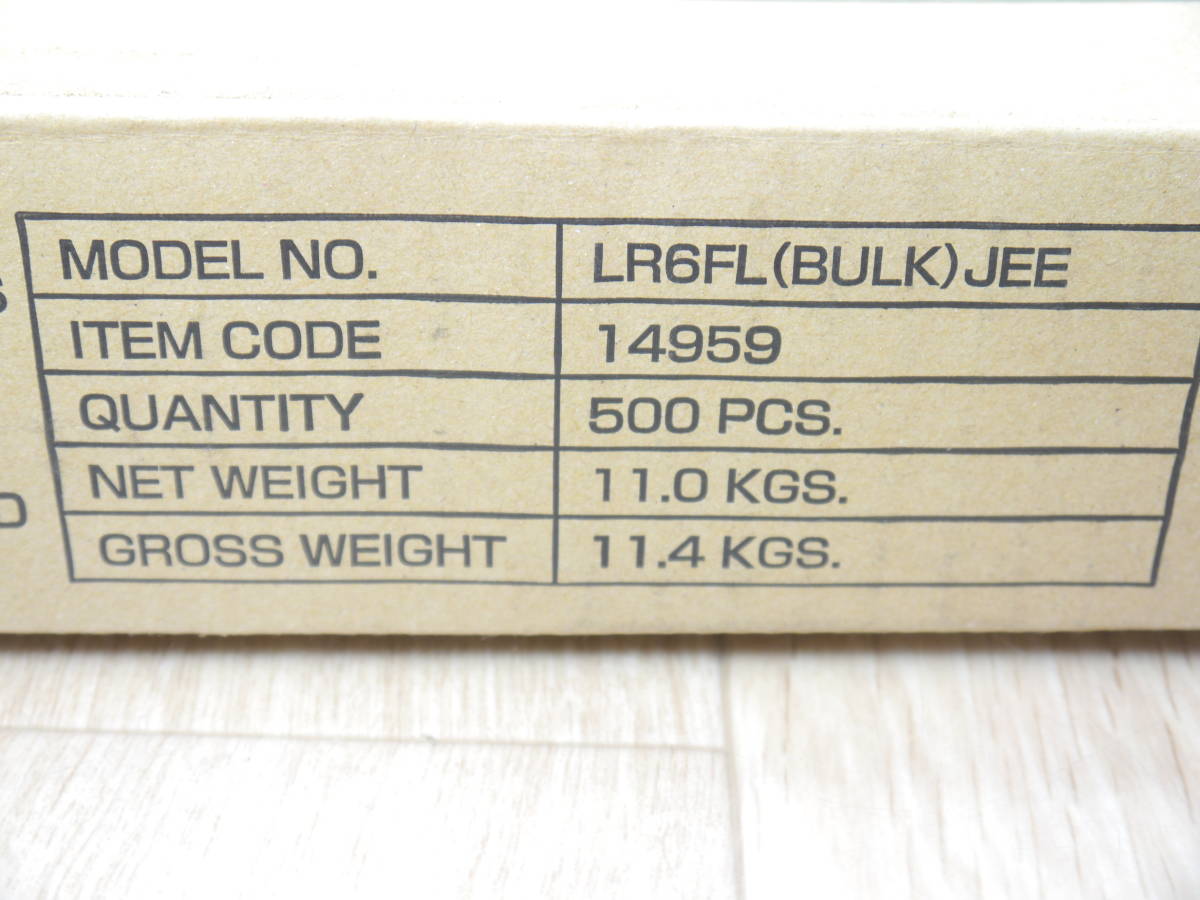 MODEL NO. LR6FL(BULK)JEE
ITEM CODE 14959
QUANTITY 500 PCS.
NET WEIGHT 11.0 KGS.
GROSS WEIGHT 11.4 KGS.